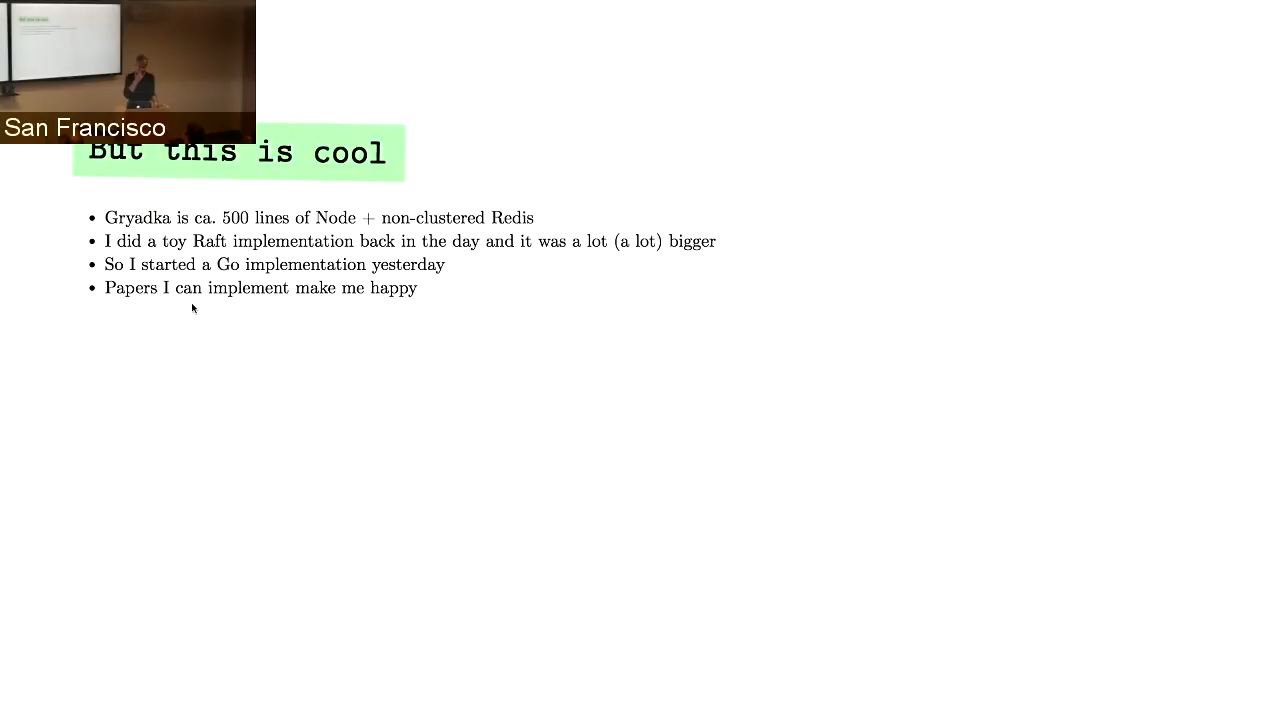 San Francisco
But this is cool
Gryadka is ca. 500 lines of Node + non-clustered Redis
I did a toy Raft implementation back in the day and it was a lot (a lot) bigger
So I started a Go implementation yesterday
Papers I can implement make me happy